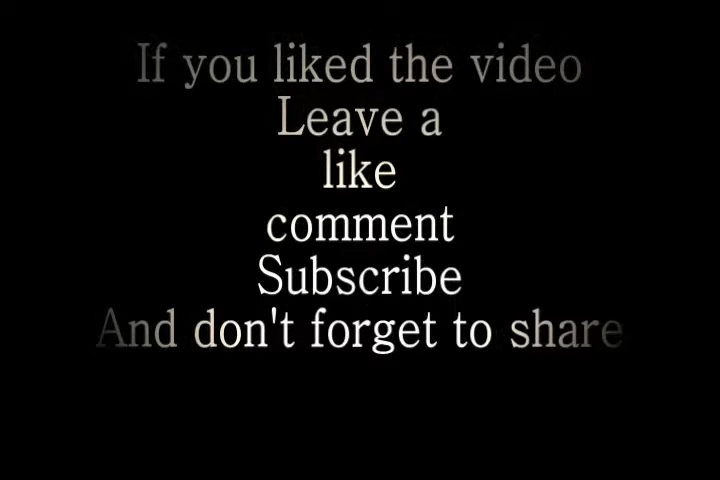 If you liked the video
Leave a
like
comment
Subscribe
And don't forget to share